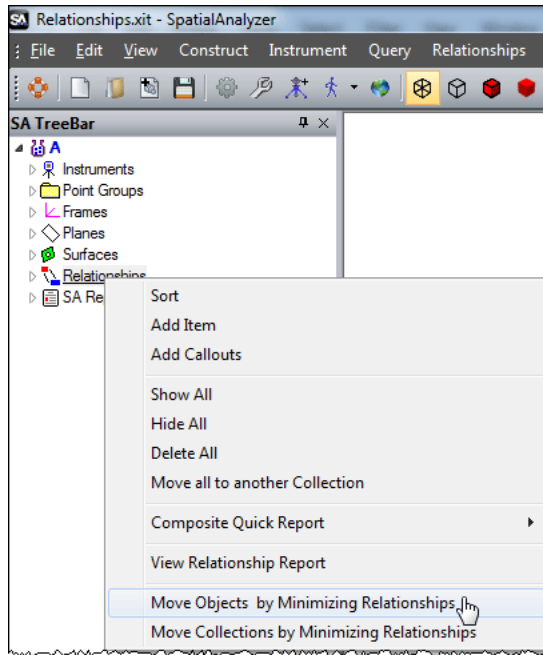 SA Relationships.xit - SpatialAnalyzer
File Edit View Construct Instrument Query Relationships
SA TreeBar
A
Instruments
Point Groups
Frames
Planes
Surfaces
Relationships
SA Re
Sort
Add Item
Add Callouts
Show All
Hide All
Delete All
Move all to another Collection
Composite Quick Report
View Relationship Report
Move Objects by Minimizing Relationships
Move Collections by Minimizing Relationships